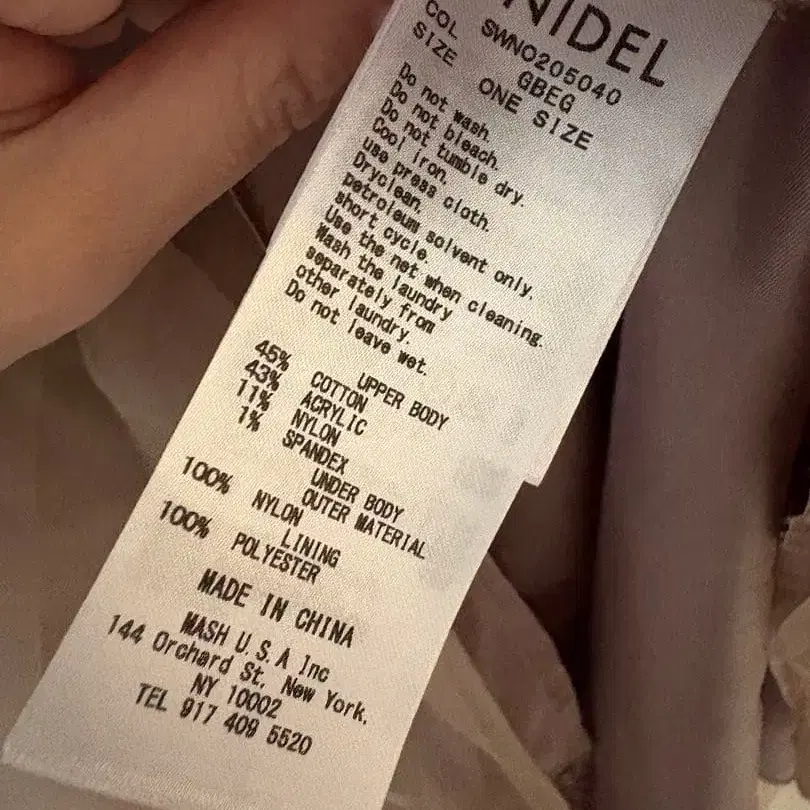 NIDEL
SWNO205040
COL GBEG
SIZE ONE SIZE
Do not wash.
Do not bleach.
Do not tumble dry.
Cool iron.
use press cloth.
Dryclean,
petroleum solvent only.
short cycle.
Use the net when cleaning.
Wash the laundry
separately from
other laundry.
Do not leave wet.
UPPER BODY
45% COTTON
43% ACRYLIC
11% NYLON
1% SPANDEX
UNDER BODY
OUTER MATERIAL
100% NYLON
LINING
100% POLYESTER
MADE IN CHINA
MASH U.S.A Inc
144 Orchard St. New York,
NY 10002
TEL 917 409 5520